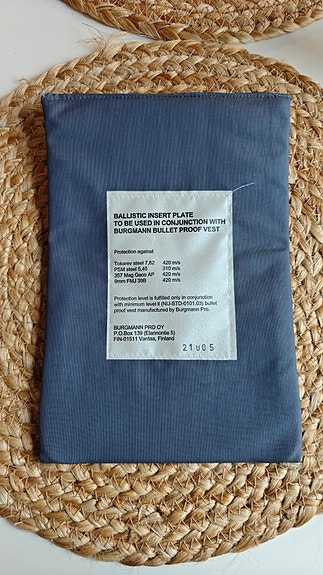 BALLISTIC INSERT PLATE
TO BE USED IN CONJUNCTION WITH
BURGMANN BULLET PROOF VEST
Protection against
Tokarev steel 7,62 420 m/s
PSM steel 5,45 310 m/s
357 Mag Geco AP 420 m/s
9mm FMJ 39B 420 m/s
Protection level is fulfilled only in conjunction
with minimum level II (NIJ-STD-0101.03) bullet
proof vest manufactured by Burgmann Pro.
BURGMANN PRO OY
P.O.Box 139 (Elannontie 5)
FIN-01511 Vantaa, Finland